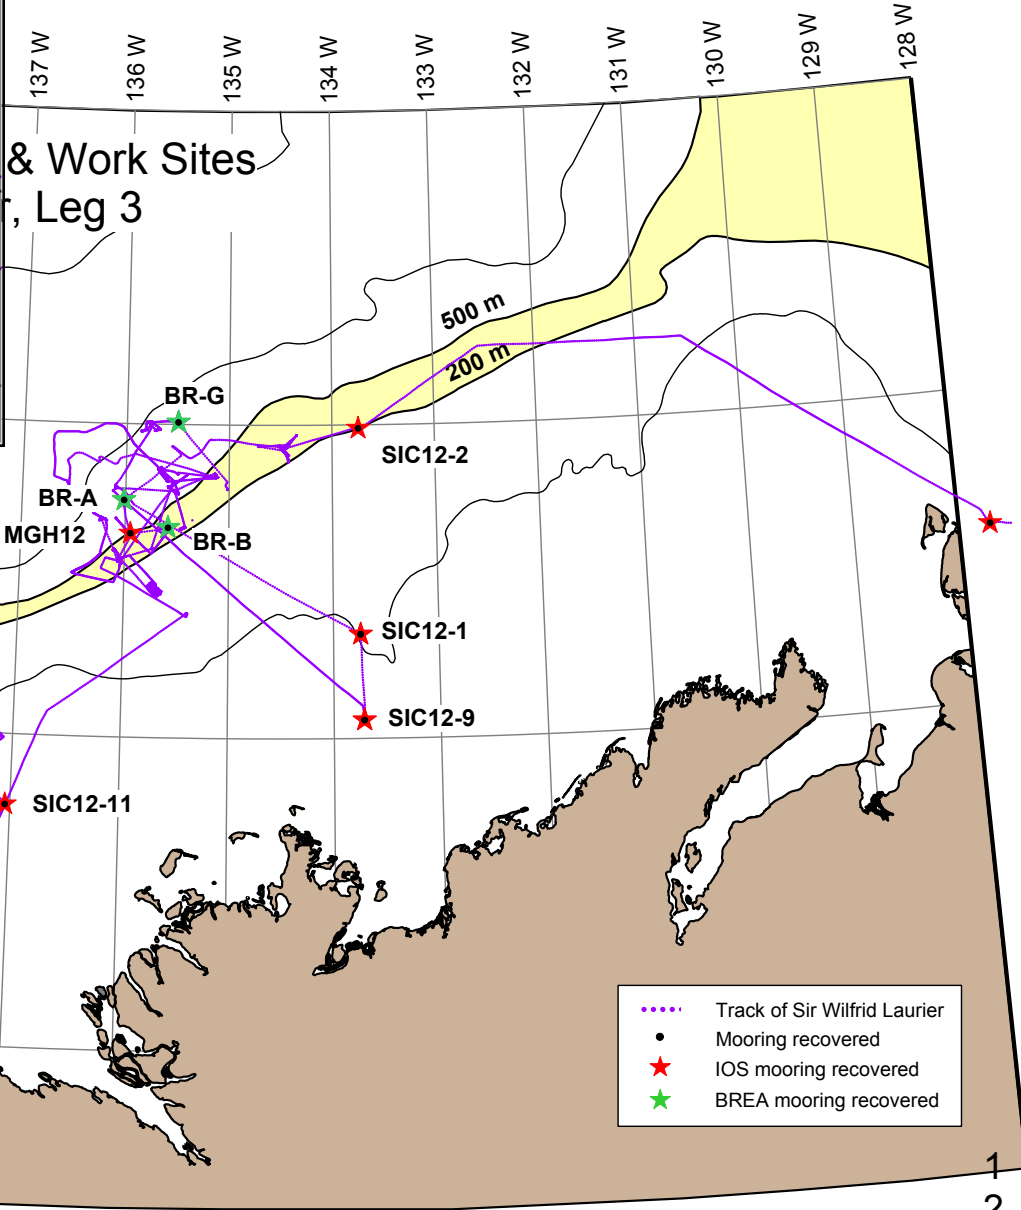 137 W
136 W
135 W
134 W
133 W
132 W
131 W
130 W
129 W
128 W
& Work Sites
r, Leg 3
500 m
200 m
BR-G
SIC12-2
BR-A
MGH12
BR-B
SIC12-1
SIC12-9
SIC12-11
Track of Sir Wilfrid Laurier
Mooring recovered
IOS mooring recovered
BREA mooring recovered
1
2